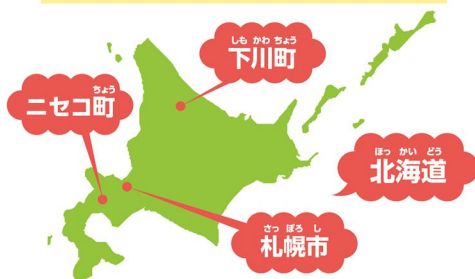 しもかわちょう
下川町
ちょう
ニセコ町
ほっかいどう
北海道
さっぽろし
札幌市